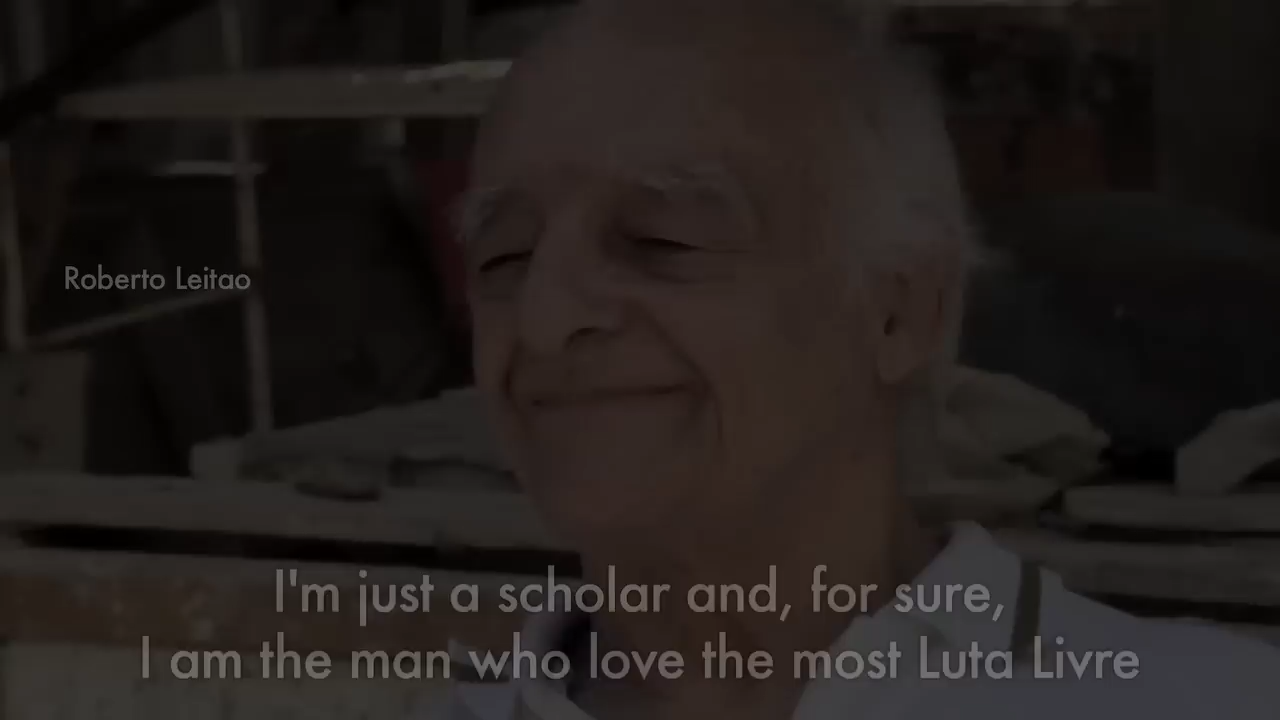 Roberto Leitao
I'm just a scholar and, for sure,
I am the man who love the most Luta Livre